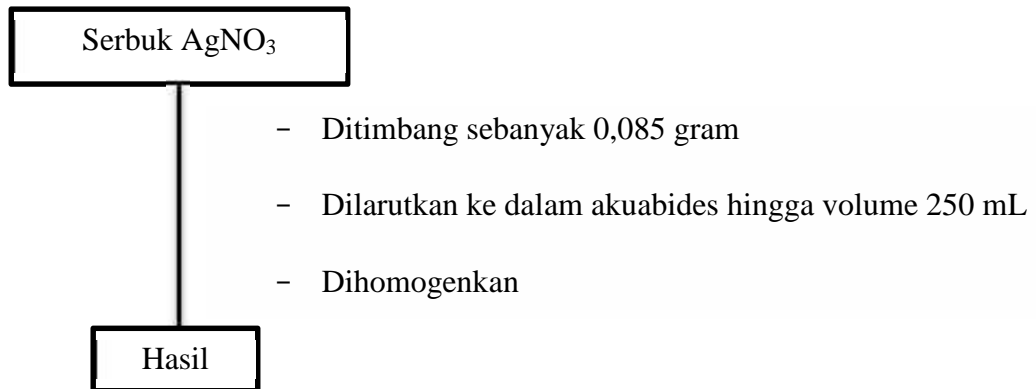 Serbuk AgNO₃
- Ditimbang sebanyak 0,085 gram
- Dilarutkan ke dalam akuabides hingga volume 250 mL
- Dihomogenkan
Hasil